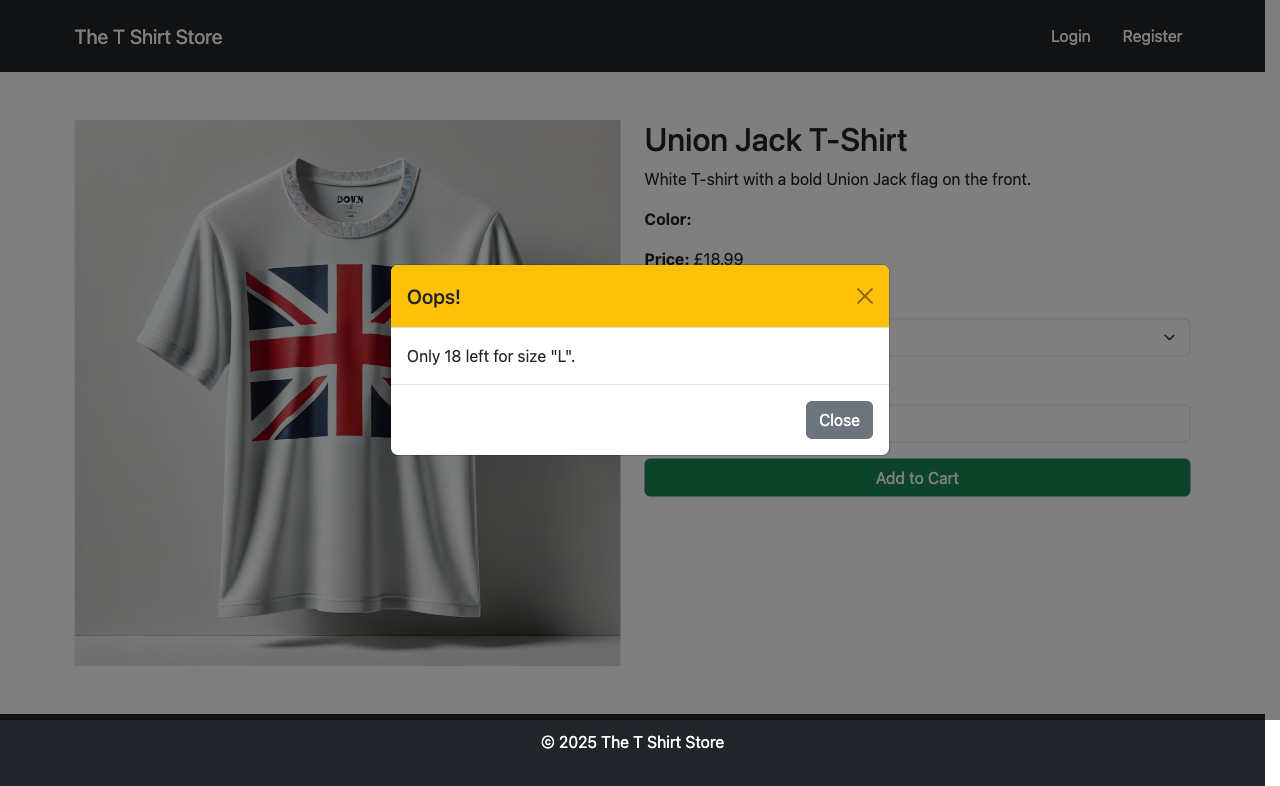 The T Shirt Store
Login
Register
Union Jack T-Shirt
White T-shirt with a bold Union Jack flag on the front.
Color:
Price: £18.99
Oops!
Only 18 left for size "L".
Close
Add to Cart
© 2025 The T Shirt Store